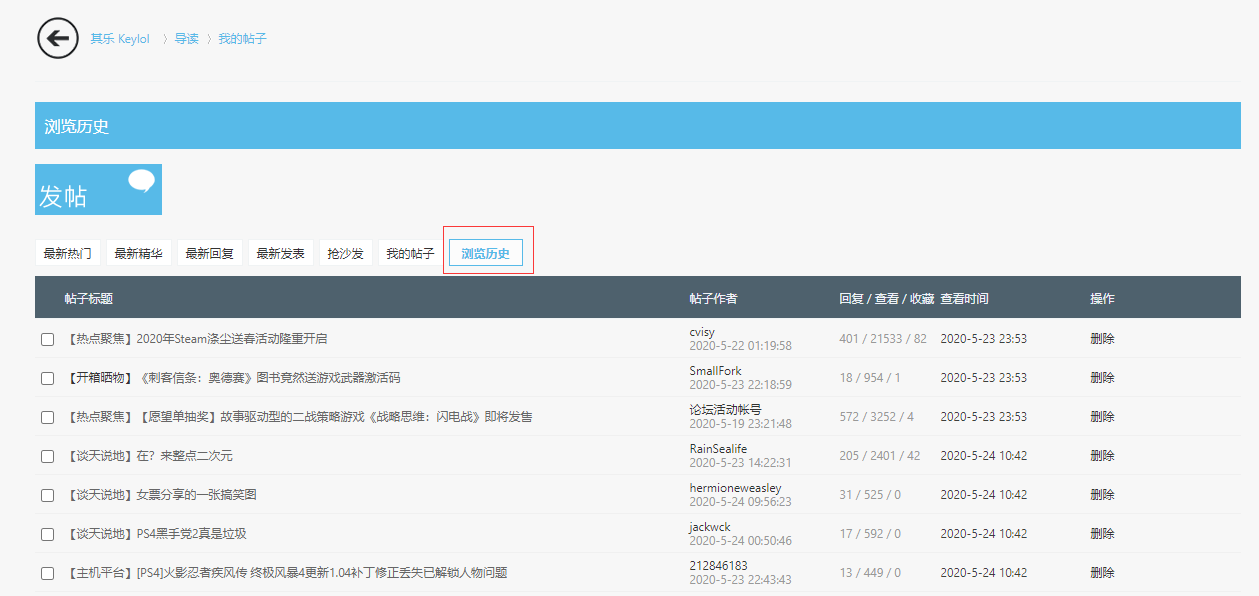 其乐 Keylol 〉 导读 〉 我的帖子
浏览历史
发帖
最新热门 最新精华 最新回复 最新发表 抢沙发 我的帖子 浏览历史
帖子标题 帖子作者 回复 / 查看 / 收藏 查看时间 操作
【热点聚焦】2020年Steam涤尘送春活动隆重开启 cvisy 401 / 21533 / 82 2020-5-23 23:53 删除
2020-5-22 01:19:58
【开箱晒物】《刺客信条：奥德赛》图书竟然送游戏武器激活码 SmallFork 18 / 954 / 1 2020-5-23 23:53 删除
2020-5-23 22:18:59
【热点聚焦】【愿望单抽奖】故事驱动型的二战策略游戏《战略思维：闪电战》即将发售 论坛活动帐号 572 / 3252 / 4 2020-5-23 23:53 删除
2020-5-19 23:21:48
【谈天说地】在？来整点二次元 RainSealife 205 / 2401 / 42 2020-5-24 10:42 删除
2020-5-23 14:22:31
【谈天说地】女票分享的一张搞笑图 hermioneweasley 31 / 525 / 0 2020-5-24 10:42 删除
2020-5-24 09:56:23
【谈天说地】PS4黑手党2真是垃圾 jackwck 17 / 592 / 0 2020-5-24 10:42 删除
2020-5-24 00:50:46
【主机平台】[PS4]火影忍者疾风传 终极风暴4更新1.04补丁修正丢失已解锁人物问题 212846183 13 / 449 / 0 2020-5-24 10:42 删除
2020-5-23 22:43:43